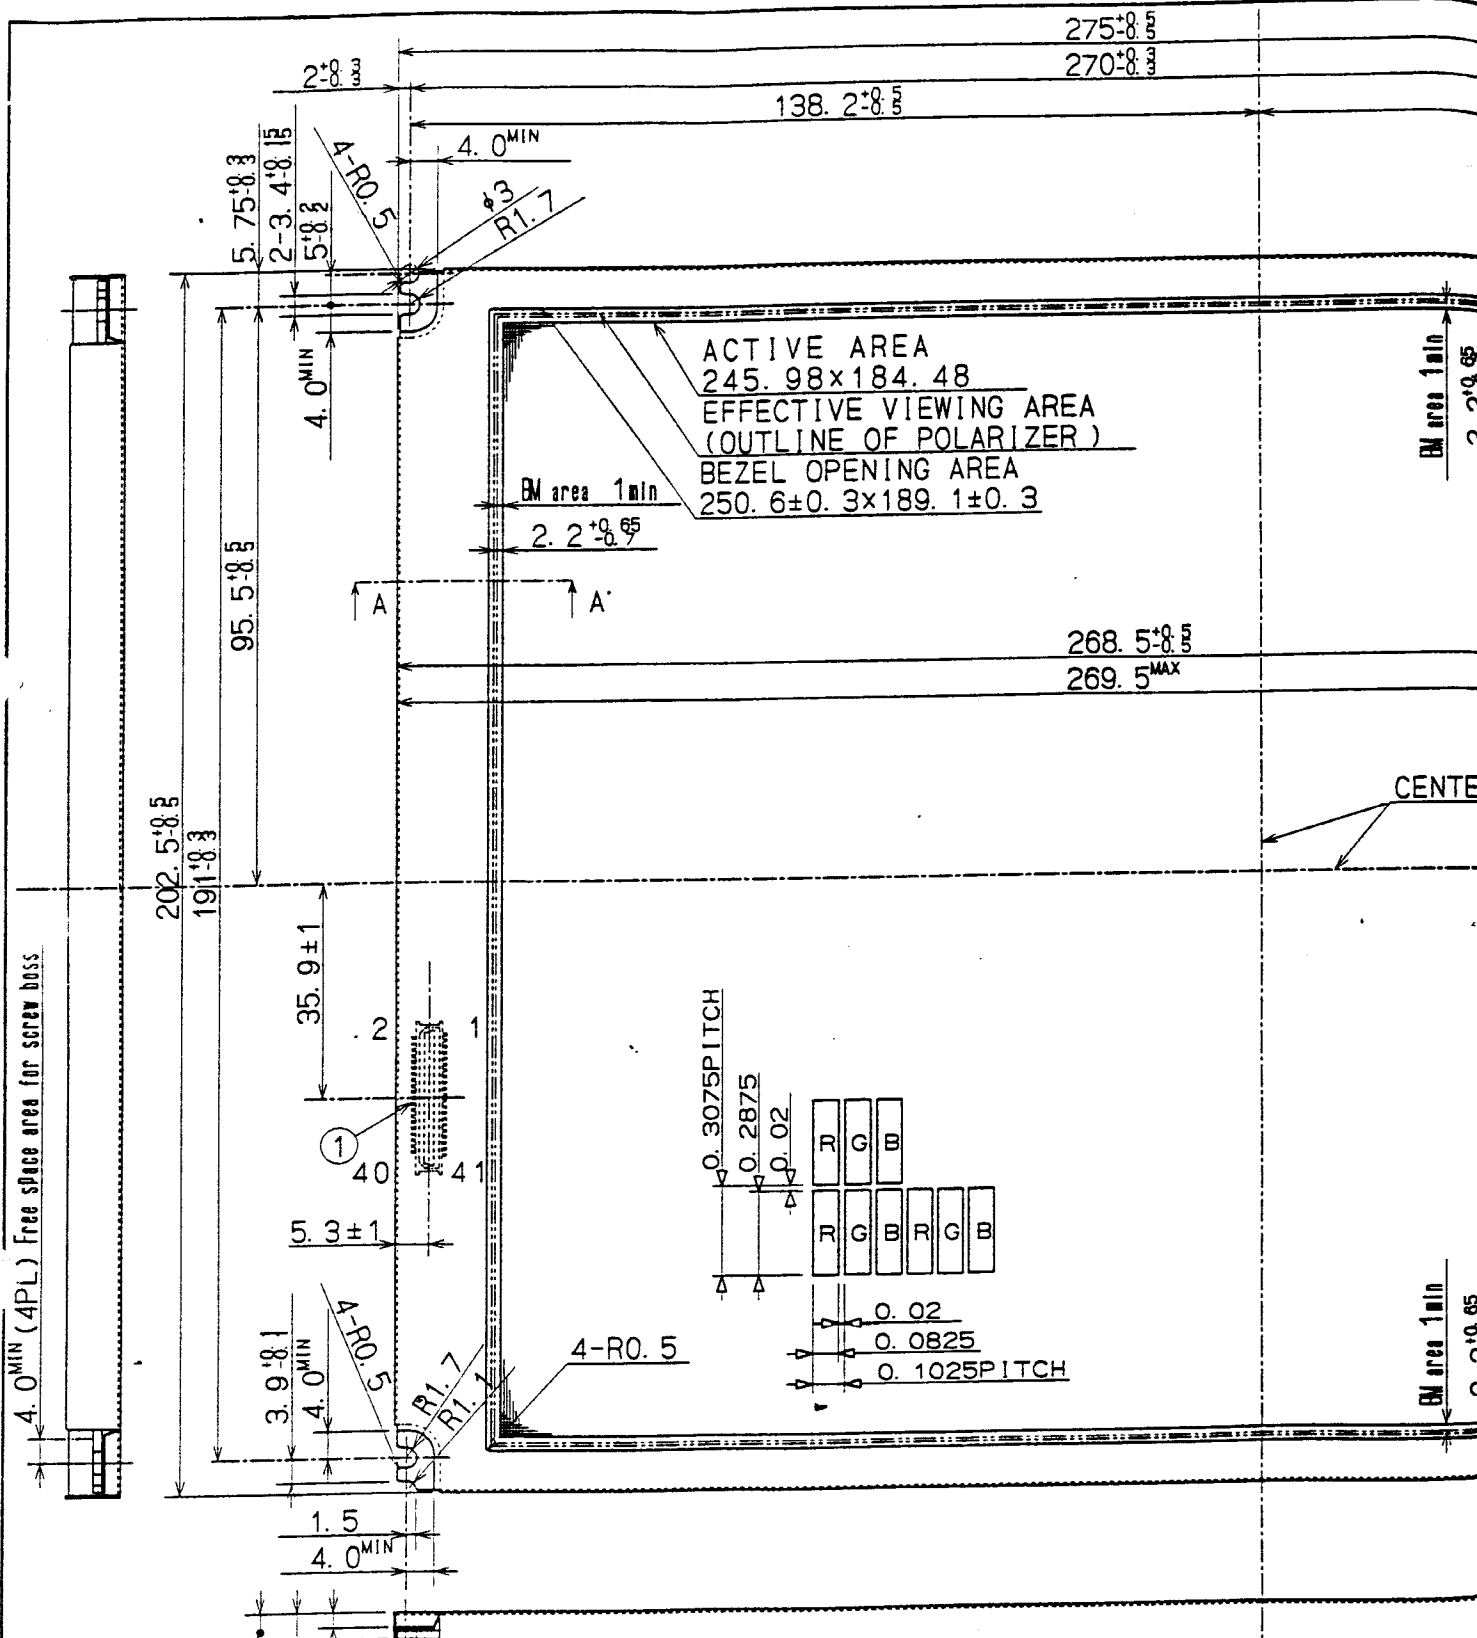 275+0.5-0.5
270+0.3-0.3
2+0.3-0.3
138.2+0.5-0.5
4.0MIN
4-R0.5
5.75+0.3-0.3
2-3.4+0.15-0.15
5+0.2-0.2
φ3
R1.7
4.0MIN
ACTIVE AREA
245.98×184.48
EFFECTIVE VIEWING AREA
(OUTLINE OF POLARIZER)
BEZEL OPENING AREA
250.6±0.3×189.1±0.3
BM area 1min
2.2+0.65-0.7
BM area 1min
A
A'
95.5+0.5-0.5
268.5+0.5-0.5
269.5MAX
CENTE
202.5+0.5-0.5
191+0.3-0.3
35.9±1
2
1
1
40
41
5.3±1
4.0MIN (4PL) Free space area for screw boss
0.3075PITCH
0.2875
0.02
R G B
R G B R G B
0.02
0.0825
0.1025PITCH
4-R0.5
3.9+0.1-0.1
4.0MIN
4-R0.5
R1.7
R1.1
1.5
4.0MIN
BM area 1min